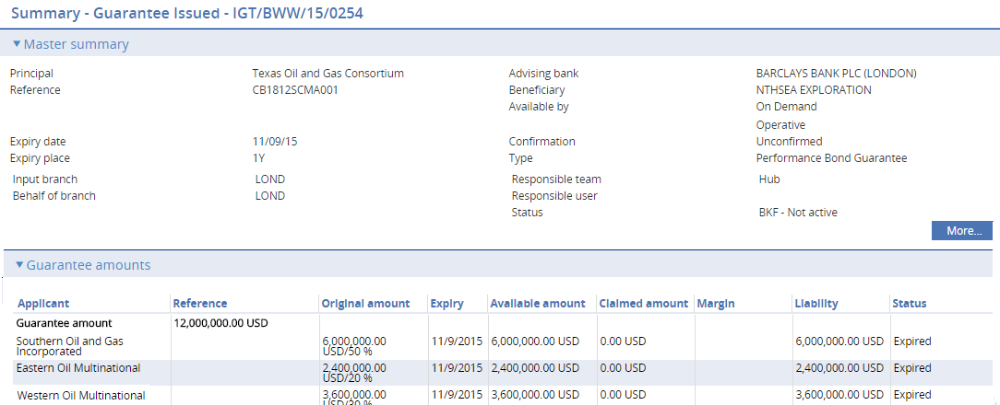 Summary - Guarantee Issued - IGT/BWW/15/0254
Master summary
Principal Texas Oil and Gas Consortium Advising bank BARCLAYS BANK PLC (LONDON)
Reference CB1812SCMA001 Beneficiary NTHSEA EXPLORATION
Available by On Demand
Operative
Expiry date 11/09/15 Confirmation Unconfirmed
Expiry place 1Y Type Performance Bond Guarantee
Input branch LOND Responsible team Hub
Behalf of branch LOND Responsible user
Status BKF - Not active
More...
Guarantee amounts
Applicant Reference Original amount Expiry Available amount Claimed amount Margin Liability Status
Guarantee amount 12,000,000.00 USD
Southern Oil and Gas Incorporated 6,000,000.00 USD/50 % 11/9/2015 6,000,000.00 USD 0.00 USD 6,000,000.00 USD Expired
Eastern Oil Multinational 2,400,000.00 USD/20 % 11/9/2015 2,400,000.00 USD 0.00 USD 2,400,000.00 USD Expired
Western Oil Multinational 3,600,000.00 USD/30 % 11/9/2015 3,600,000.00 USD 0.00 USD 3,600,000.00 USD Expired